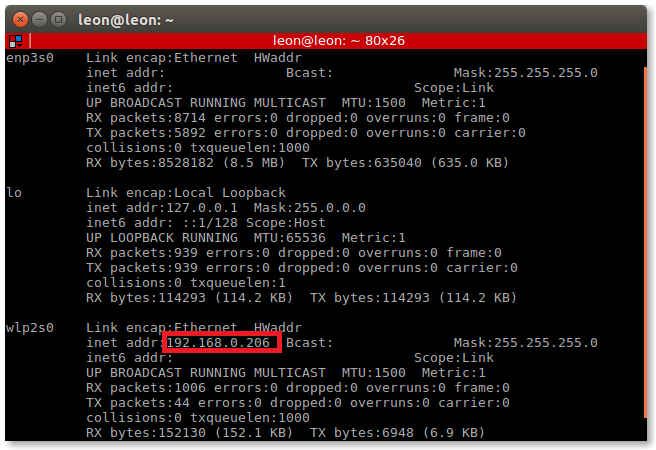 leon@leon: ~
leon@leon: ~ 80x26
enp3s0    Link encap:Ethernet  HWaddr
          inet addr:               Bcast:               Mask:255.255.255.0
          inet6 addr:                              Scope:Link
          UP BROADCAST RUNNING MULTICAST  MTU:1500  Metric:1
          RX packets:8714 errors:0 dropped:0 overruns:0 frame:0
          TX packets:5892 errors:0 dropped:0 overruns:0 carrier:0
          collisions:0 txqueuelen:1000
          RX bytes:8528182 (8.5 MB)  TX bytes:635040 (635.0 KB)
lo        Link encap:Local Loopback
          inet addr:127.0.0.1  Mask:255.0.0.0
          inet6 addr: ::1/128 Scope:Host
          UP LOOPBACK RUNNING  MTU:65536  Metric:1
          RX packets:939 errors:0 dropped:0 overruns:0 frame:0
          TX packets:939 errors:0 dropped:0 overruns:0 carrier:0
          collisions:0 txqueuelen:1
          RX bytes:114293 (114.2 KB)  TX bytes:114293 (114.2 KB)
wlp2s0    Link encap:Ethernet  HWaddr
          inet addr:192.168.0.206  Bcast:               Mask:255.255.255.0
          inet6 addr:                              Scope:Link
          UP BROADCAST RUNNING MULTICAST  MTU:1500  Metric:1
          RX packets:1006 errors:0 dropped:0 overruns:0 frame:0
          TX packets:44 errors:0 dropped:0 overruns:0 carrier:0
          collisions:0 txqueuelen:1000
          RX bytes:152130 (152.1 KB)  TX bytes:6948 (6.9 KB)